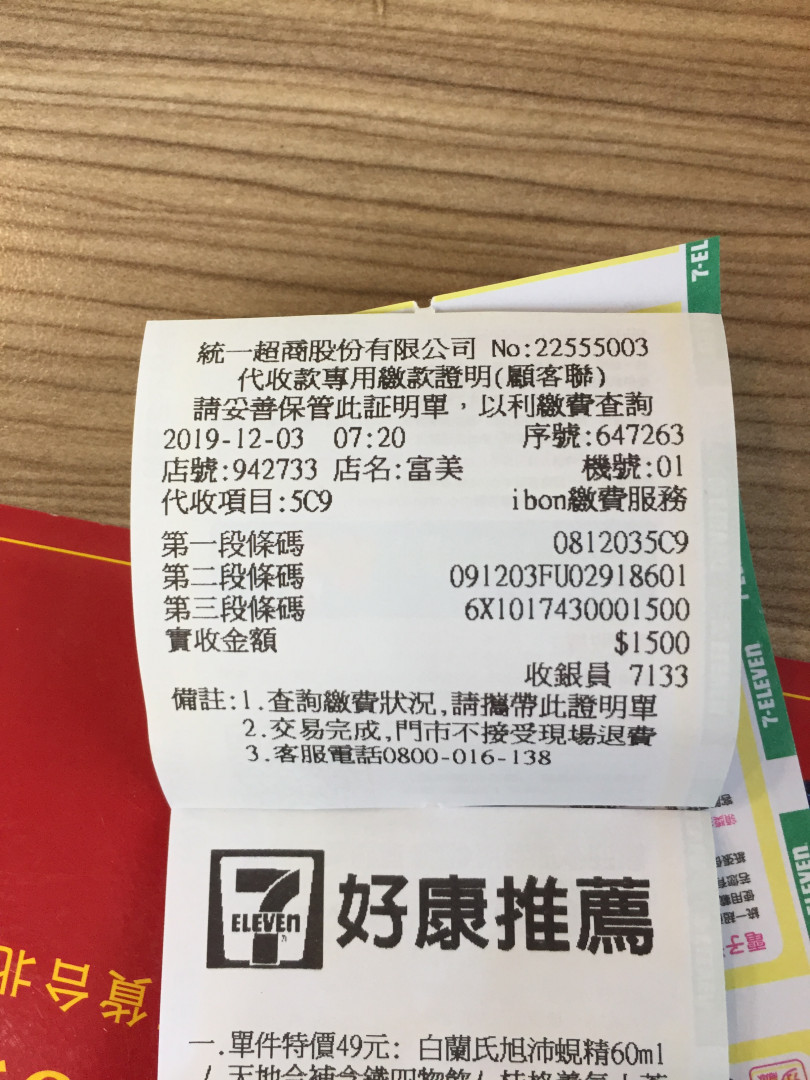 統一超商股份有限公司 No:22555003
代收款專用繳款證明(顧客聯)
請妥善保管此証明單，以利繳費查詢
2019-12-03 07:20 序號:647263
店號:942733 店名:富美 機號:01
代收項目:5C9 ibon繳費服務
第一段條碼 0812035C9
第二段條碼 091203FU02918601
第三段條碼 6X1017430001500
實收金額 $1500
收銀員 7133
備註:1.查詢繳費狀況,請攜帶此證明單
2.交易完成,門市不接受現場退費
3.客服電話0800-016-138
7-ELEVEN
好康推薦
一.單件特價49元: 白蘭氏旭沛蜆精60ml
7-EL
7-ELEVEN
ELEVEN
電子
貨台北